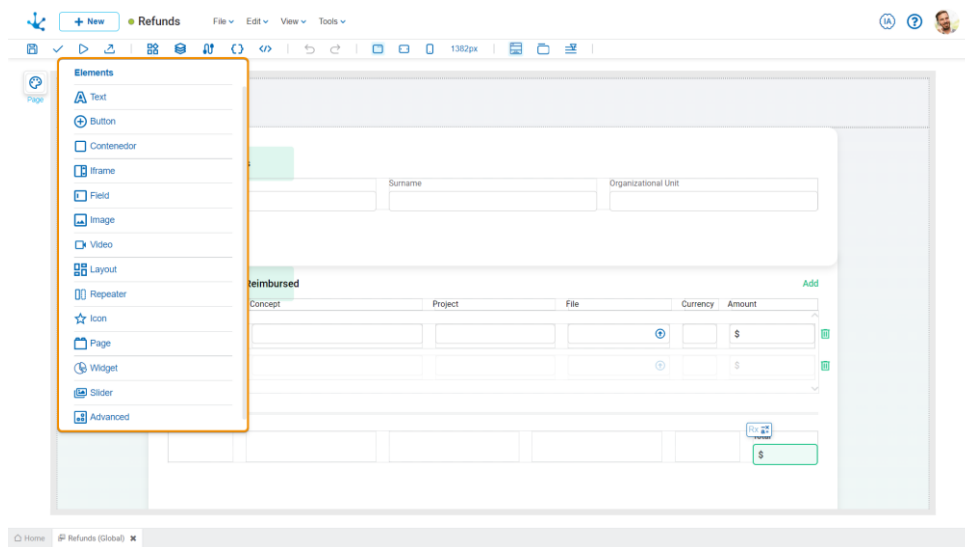 + New
Refunds
File
Edit
View
Tools
IA
?
1382px
Page
Elements
Text
Button
Contenedor
Iframe
Field
Image
Video
Layout
Repeater
Icon
Page
Widget
Slider
Advanced
Surname
Organizational Unit
Reimbursed
Add
Concept
Project
File
Currency
Amount
$
$
Rx
Total
$
Home
Refunds (Global)